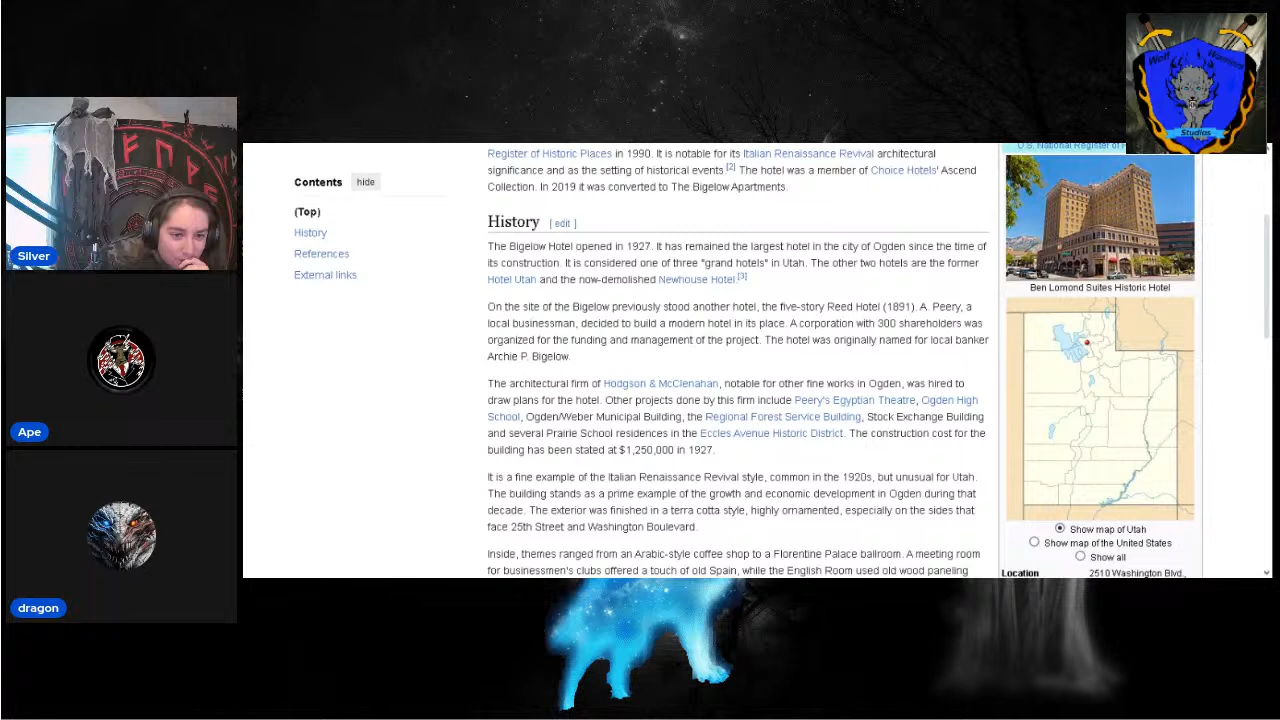 Wolf Warriors
Studios
Silver
Ape
dragon
Contents hide
(Top)
History
References
External links
Register of Historic Places in 1990. It is notable for its Italian Renaissance Revival architectural
significance and as the setting of historical events.[2] The hotel was a member of Choice Hotels' Ascend
Collection. In 2019 it was converted to The Bigelow Apartments.
History [ edit ]
The Bigelow Hotel opened in 1927. It has remained the largest hotel in the city of Ogden since the time of
its construction. It is considered one of three "grand hotels" in Utah. The other two hotels are the former
Hotel Utah and the now-demolished Newhouse Hotel.[3]
On the site of the Bigelow previously stood another hotel, the five-story Reed Hotel (1891). A. Peery, a
local businessman, decided to build a modern hotel in its place. A corporation with 300 shareholders was
organized for the funding and management of the project. The hotel was originally named for local banker
Archie P. Bigelow.
The architectural firm of Hodgson & McClenahan, notable for other fine works in Ogden, was hired to
draw plans for the hotel. Other projects done by this firm include Peery's Egyptian Theatre, Ogden High
School, Ogden/Weber Municipal Building, the Regional Forest Service Building, Stock Exchange Building
and several Prairie School residences in the Eccles Avenue Historic District. The construction cost for the
building has been stated at $1,250,000 in 1927.
It is a fine example of the Italian Renaissance Revival style, common in the 1920s, but unusual for Utah.
The building stands as a prime example of the growth and economic development in Ogden during that
decade. The exterior was finished in a terra cotta style, highly ornamented, especially on the sides that
face 25th Street and Washington Boulevard.
Inside, themes ranged from an Arabic-style coffee shop to a Florentine Palace ballroom. A meeting room
for businessmen's clubs offered a touch of old Spain, while the English Room used old wood paneling
U.S. National Register of
Ben Lomond Suites Historic Hotel
Show map of Utah
Show map of the United States
Show all
Location 2510 Washington Blvd.,